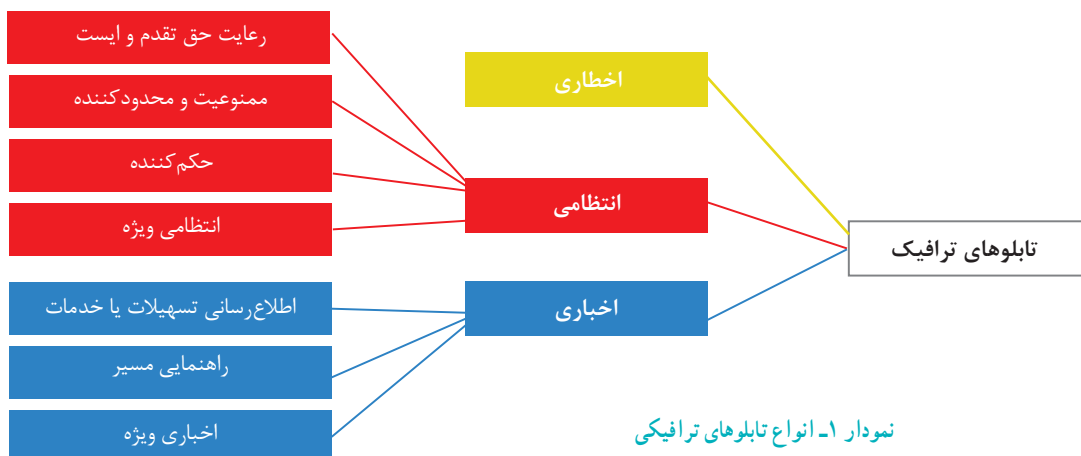 تابلوهای ترافیک
اخطاری
انتظامی
رعایت حق تقدم و ایست
ممنوعیت و محدودکننده
حکم‌کننده
انتظامی ویژه
اخباری
اطلاع‌رسانی تسهیلات یا خدمات
راهنمایی مسیر
اخباری ویژه
نمودار ۱ـ انواع تابلوهای ترافیکی